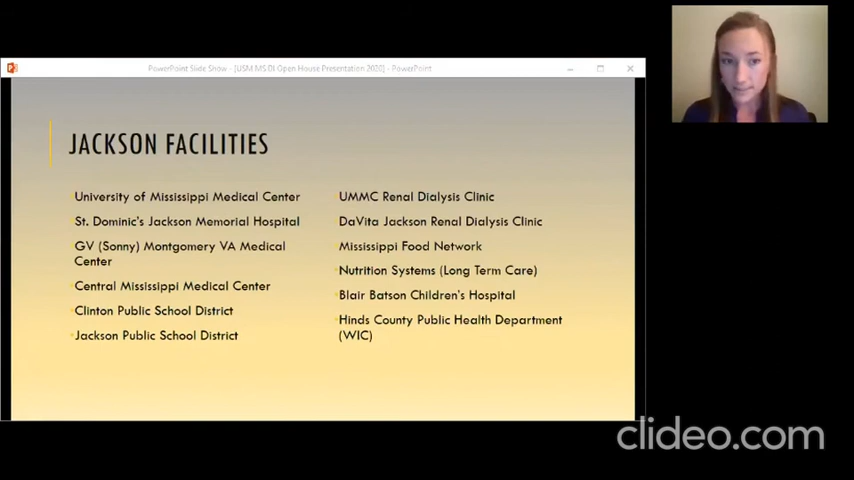 PowerPoint Slide Show - [USM MS DI Open House Presentation 2020] - PowerPoint
JACKSON FACILITIES
University of Mississippi Medical Center
St. Dominic's Jackson Memorial Hospital
GV (Sonny) Montgomery VA Medical
Center
Central Mississippi Medical Center
Clinton Public School District
Jackson Public School District
UMMC Renal Dialysis Clinic
DaVita Jackson Renal Dialysis Clinic
Mississippi Food Network
Nutrition Systems (Long Term Care)
Blair Batson Children's Hospital
Hinds County Public Health Department
(WIC)
clideo.com